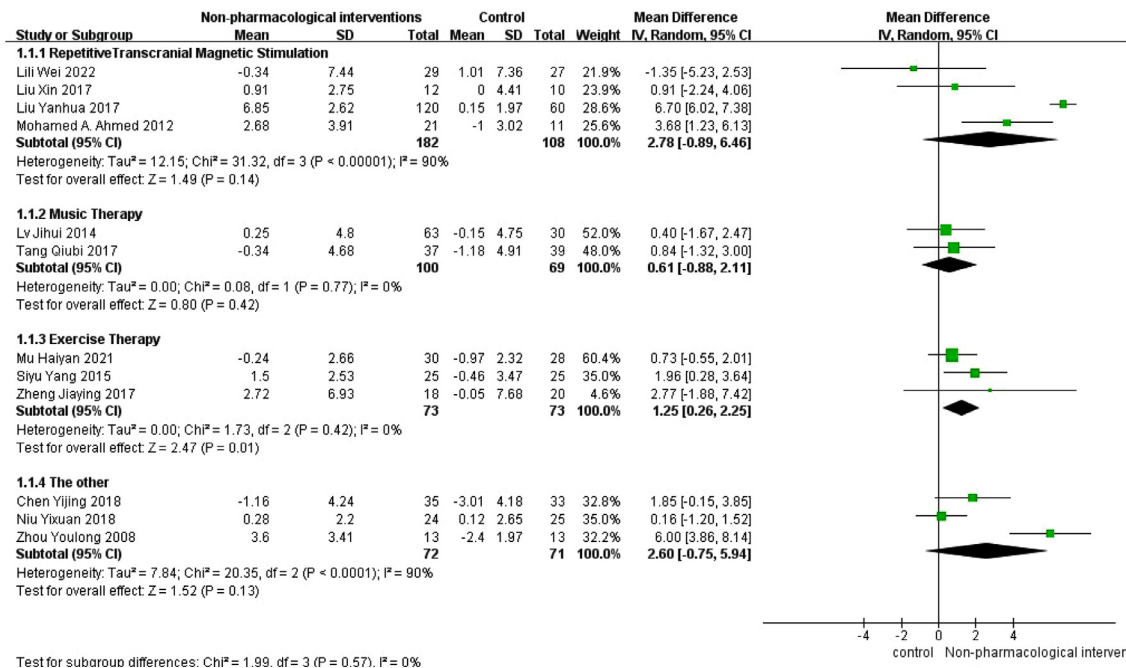 Non-pharmacological interventions Control Mean Difference Mean Difference
Study or Subgroup Mean SD Total Mean SD Total Weight IV, Random, 95% CI IV, Random, 95% CI
1.1.1 RepetitiveTranscranial Magnetic Stimulation
Lili Wei 2022 -0.34 7.44 29 1.01 7.36 27 21.9% -1.35 [-5.23, 2.53]
Liu Xin 2017 0.91 2.75 12 0 4.41 10 23.9% 0.91 [-2.24, 4.06]
Liu Yanhua 2017 6.85 2.62 120 0.15 1.97 60 28.6% 6.70 [6.02, 7.38]
Mohamed A. Ahmed 2012 2.68 3.91 21 -1 3.02 11 25.6% 3.68 [1.23, 6.13]
Subtotal (95% CI) 182 108 100.0% 2.78 [-0.89, 6.46]
Heterogeneity: Tau² = 12.15; Chi² = 31.32, df = 3 (P < 0.00001); I² = 90%
Test for overall effect: Z = 1.49 (P = 0.14)
1.1.2 Music Therapy
Lv Jihui 2014 0.25 4.8 63 -0.15 4.75 30 52.0% 0.40 [-1.67, 2.47]
Tang Qiubi 2017 -0.34 4.68 37 -1.18 4.91 39 48.0% 0.84 [-1.32, 3.00]
Subtotal (95% CI) 100 69 100.0% 0.61 [-0.88, 2.11]
Heterogeneity: Tau² = 0.00; Chi² = 0.08, df = 1 (P = 0.77); I² = 0%
Test for overall effect: Z = 0.80 (P = 0.42)
1.1.3 Exercise Therapy
Mu Haiyan 2021 -0.24 2.66 30 -0.97 2.32 28 60.4% 0.73 [-0.55, 2.01]
Siyu Yang 2015 1.5 2.53 25 -0.46 3.47 25 35.0% 1.96 [0.28, 3.64]
Zheng Jiaying 2017 2.72 6.93 18 -0.05 7.68 20 4.6% 2.77 [-1.88, 7.42]
Subtotal (95% CI) 73 73 100.0% 1.25 [0.26, 2.25]
Heterogeneity: Tau² = 0.00; Chi² = 1.73, df = 2 (P = 0.42); I² = 0%
Test for overall effect: Z = 2.47 (P = 0.01)
1.1.4 The other
Chen Yijing 2018 -1.16 4.24 35 -3.01 4.18 33 32.8% 1.85 [-0.15, 3.85]
Niu Yixuan 2018 0.28 2.2 24 0.12 2.65 25 35.0% 0.16 [-1.20, 1.52]
Zhou Youlong 2008 3.6 3.41 13 -2.4 1.97 13 32.2% 6.00 [3.86, 8.14]
Subtotal (95% CI) 72 71 100.0% 2.60 [-0.75, 5.94]
Heterogeneity: Tau² = 7.84; Chi² = 20.35, df = 2 (P < 0.0001); I² = 90%
Test for overall effect: Z = 1.52 (P = 0.13)
-4 -2 0 2 4
control Non-pharmacological interver
Test for subgroup differences: Chi² = 1.99, df = 3 (P = 0.57), I² = 0%